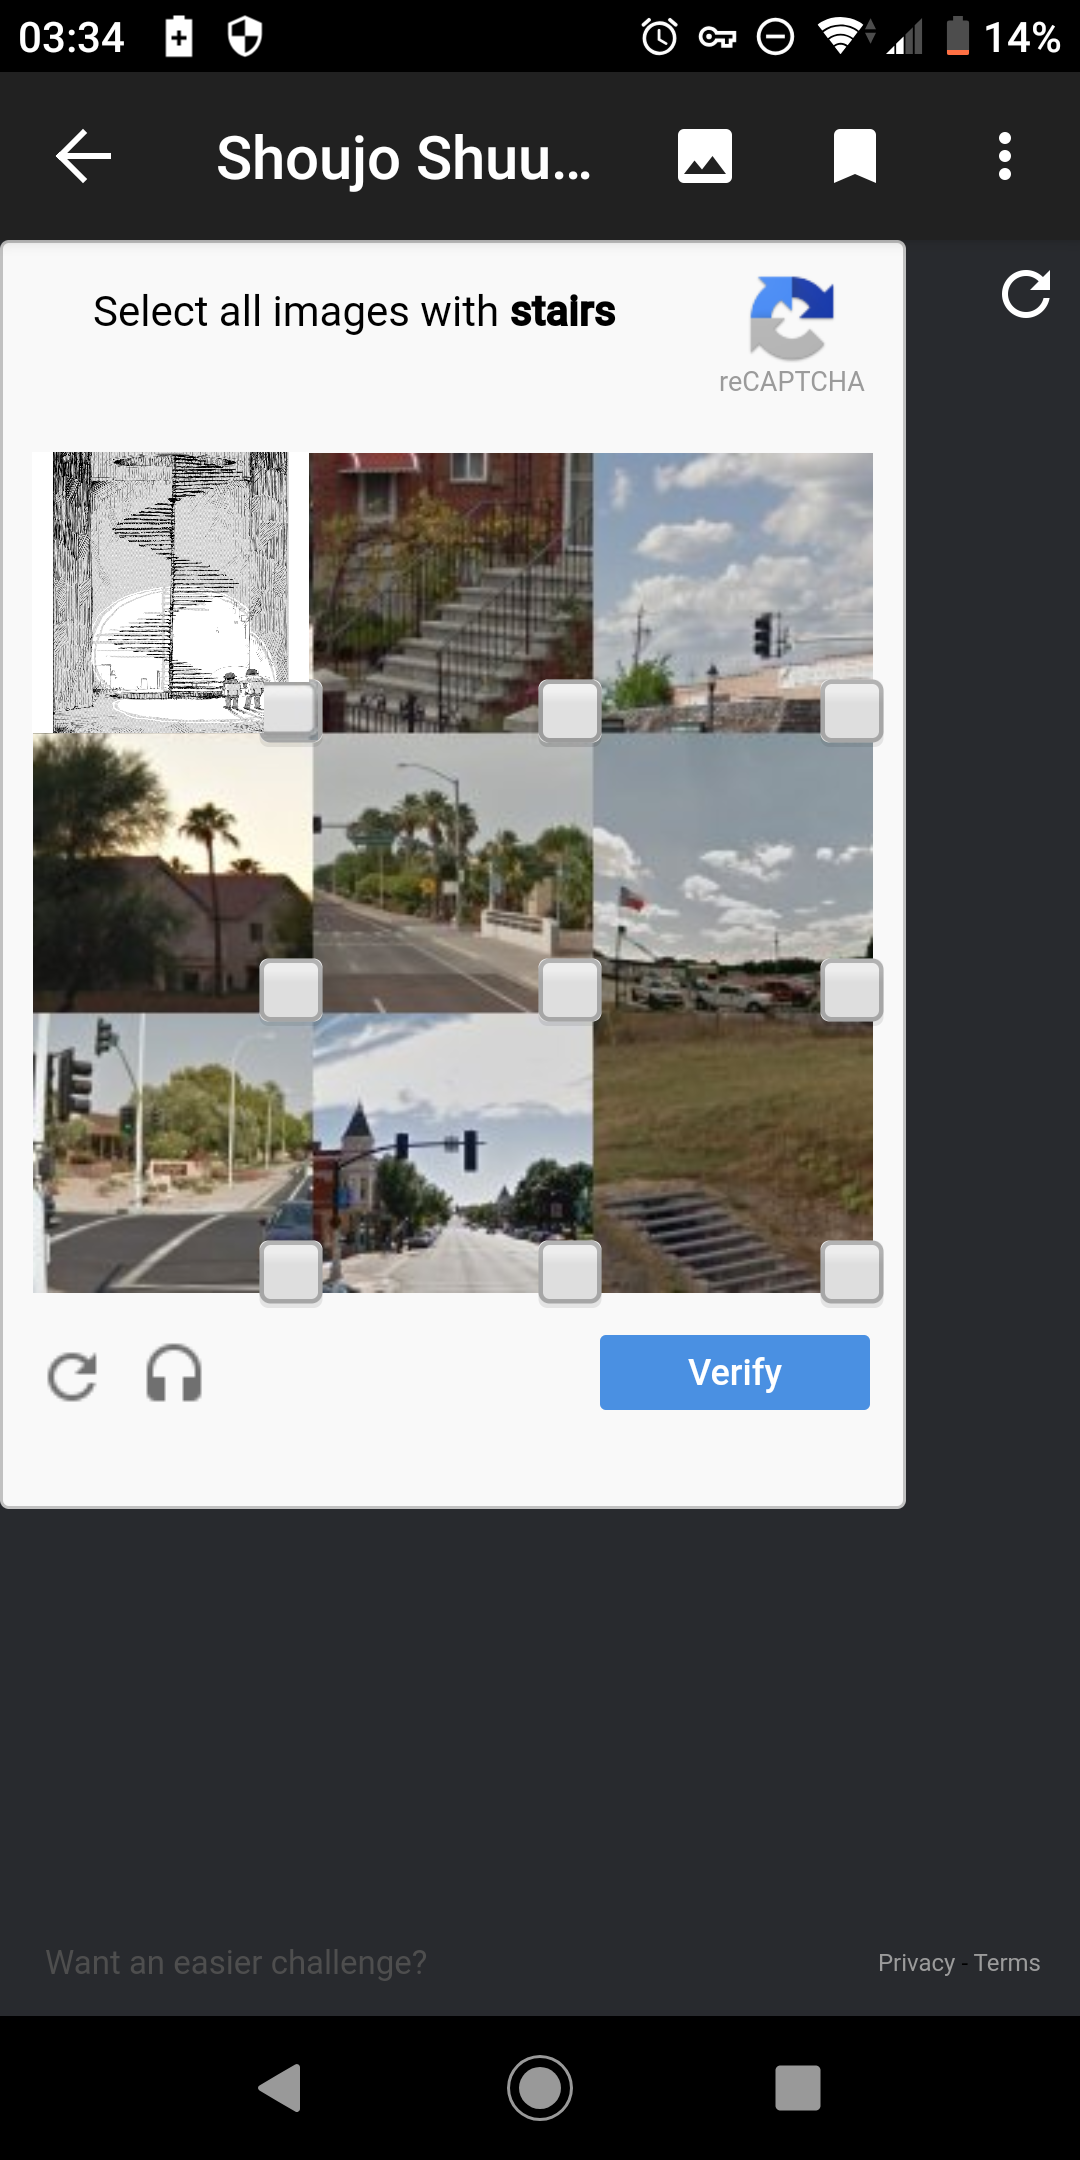 03:34
14%
Shoujo Shuu...
Select all images with stairs
reCAPTCHA
Verify
Want an easier challenge?
Privacy - Terms